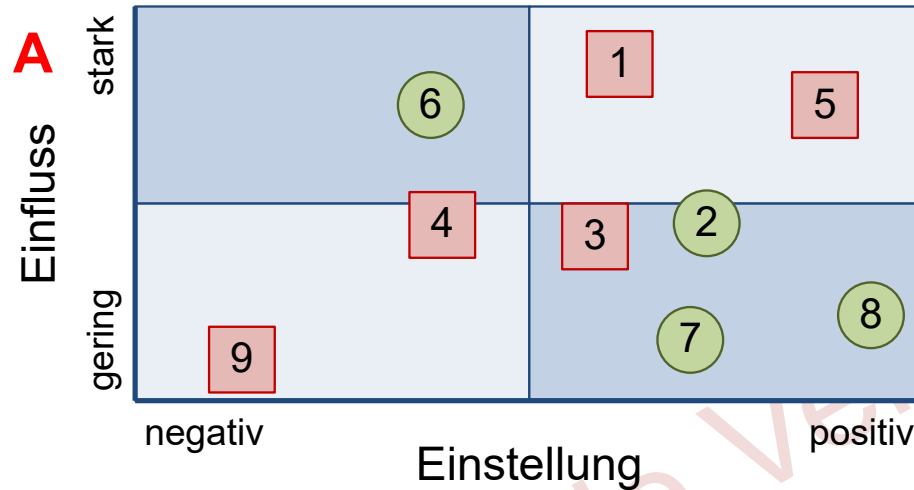 A
stark
1
5
6
Einfluss
4
3
2
gering
9
7
8
negativ
positiv
Einstellung